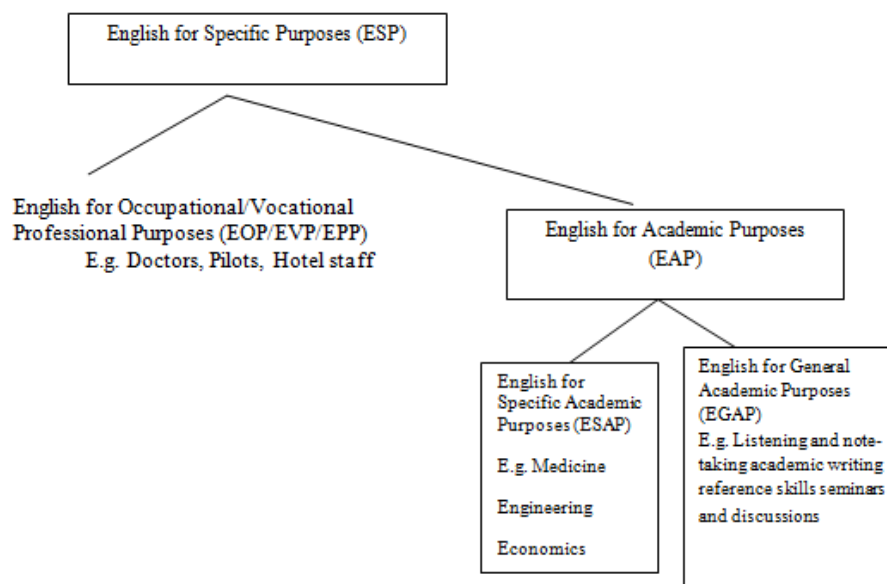 English for Specific Purposes (ESP)
English for Occupational/Vocational
Professional Purposes (EOP/EVP/EPP)
E.g. Doctors, Pilots, Hotel staff
English for Academic Purposes
(EAP)
English for
Specific Academic
Purposes (ESAP)
E.g. Medicine
Engineering
Economics
English for General
Academic Purposes
(EGAP)
E.g. Listening and note-
taking academic writing
reference skills seminars
and discussions